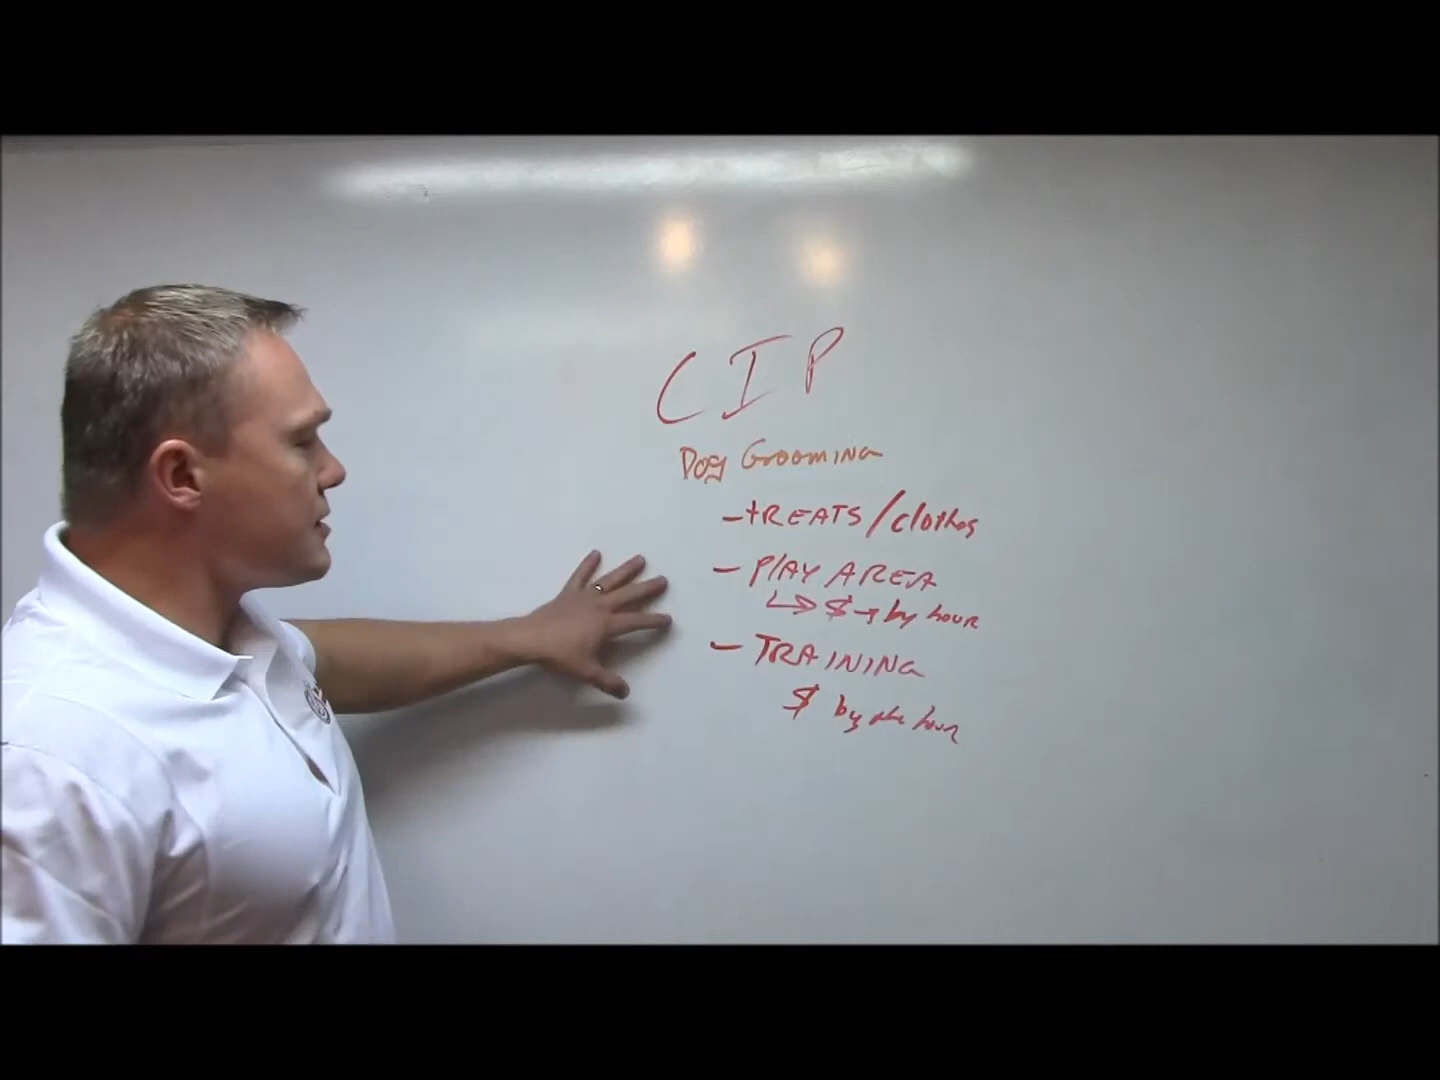 CIP
Dog Grooming
- tREATS/clothes
- PlAY AREA
↳ $ → by hour
- TRAINING
$ by the hour